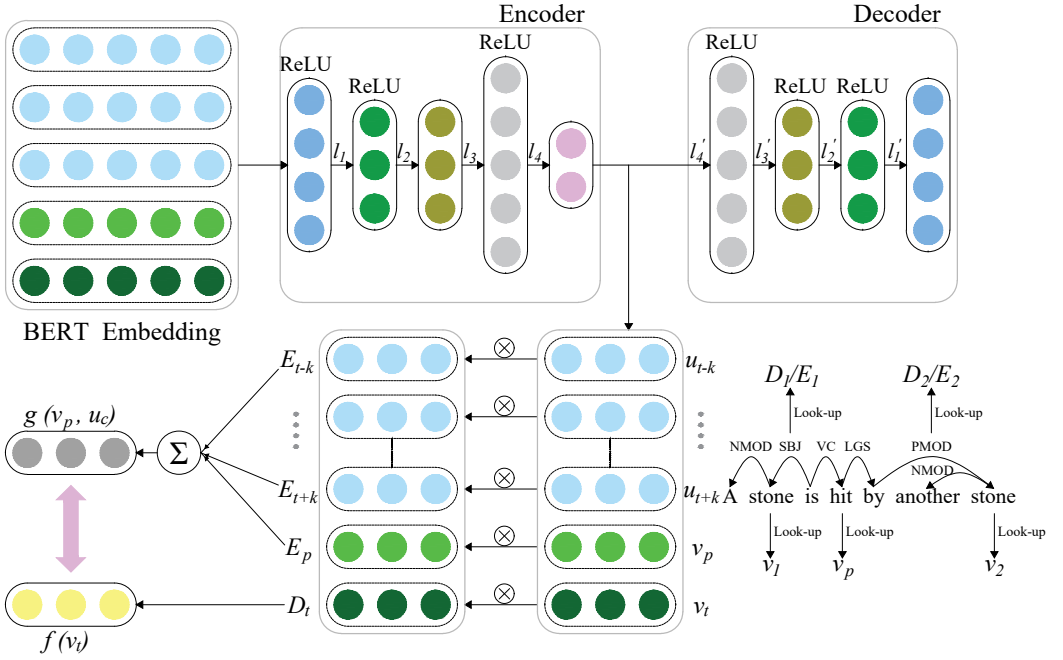 Encoder
Decoder
ReLU
ReLU
ReLU
ReLU
ReLU
ReLU
l1
l2
l3
l4
l4'
l3'
l2'
l1'
BERT Embedding
Et-k
⊗
ut-k
⊗
D1/E1
D2/E2
Look-up
Look-up
g (vp , uc)
Σ
NMOD SBJ VC LGS PMOD
NMOD
Et+k
⊗
ut+k
A stone is hit by another stone
Look-up
Look-up
Look-up
Ep
⊗
vp
v1
vp
v2
Dt
⊗
vt
f (vt)